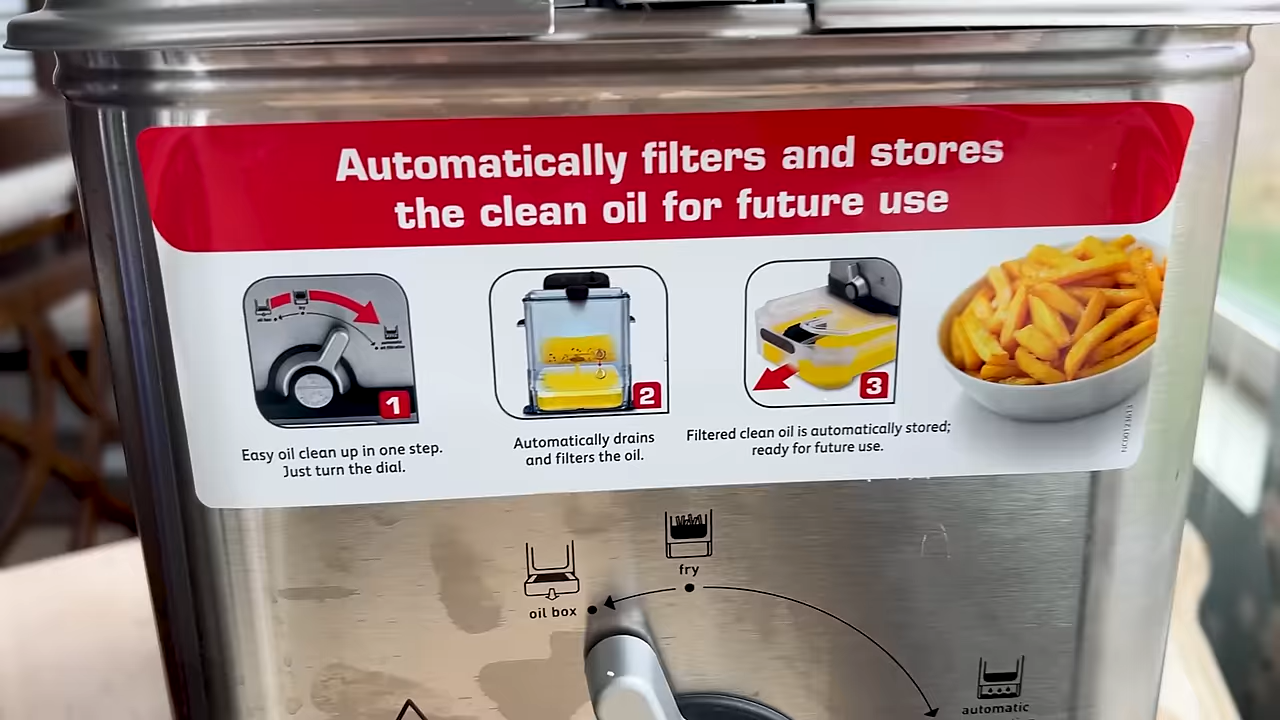 Automatically filters and stores
the clean oil for future use
1
2
3
Easy oil clean up in one step.
Just turn the dial.
Automatically drains
and filters the oil.
Filtered clean oil is automatically stored;
ready for future use.
fry
oil box
automatic